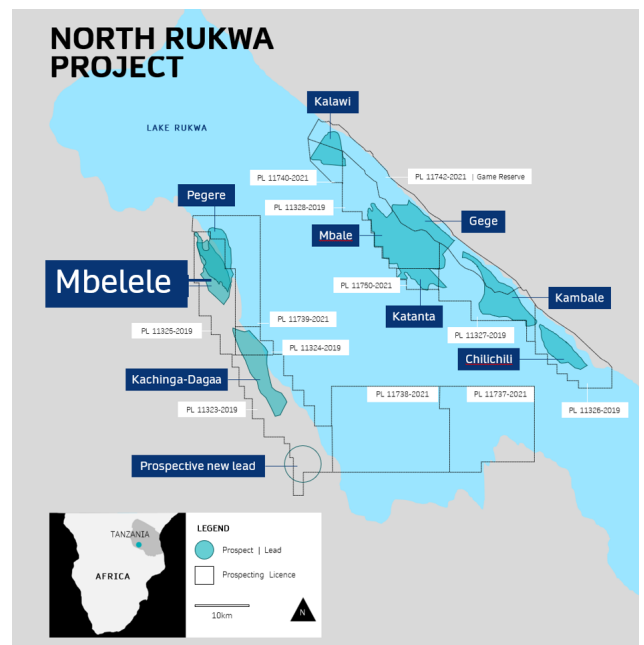 NORTH RUKWA
PROJECT
Kalawi
LAKE RUKWA
PL 11740-2021
PL 11742-2021 | Game Reserve
Pegere
PL 11328-2019
Gege
Mbale
Mbelele
PL 11750-2021
Kambale
Katanta
PL 11739-2021
PL 11325-2019
PL 11327-2019
PL 11324-2019
Chilichili
Kachinga-Dagaa
PL 11738-2021
PL 11737-2021
PL 11323-2019
PL 11326-2019
Prospective new lead
TANZANIA
AFRICA
LEGEND
Prospect | Lead
Prospecting Licence
10km
N